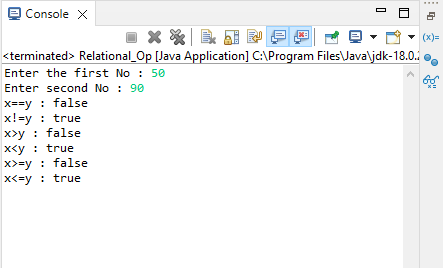 Console
<terminated> Relational_Op [Java Application] C:\Program Files\Java\jdk-18.0.2
Enter the first No : 50
Enter second No : 90
x==y : false
x!=y : true
x>y : false
x<y : true
x>=y : false
x<=y : true